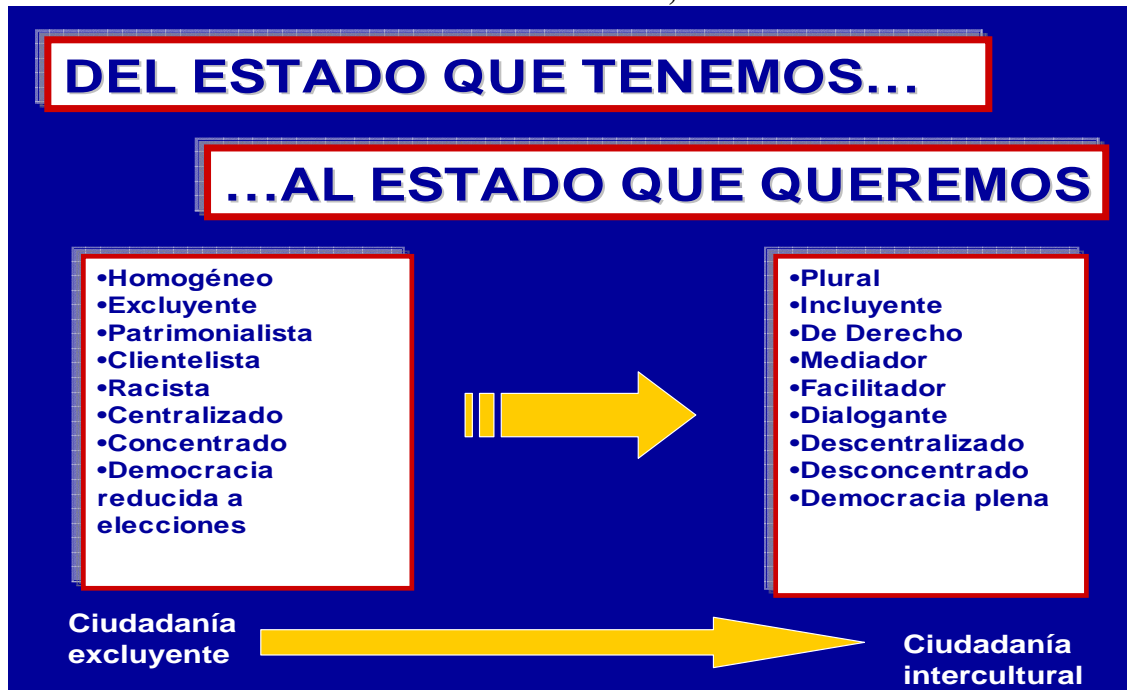 DEL ESTADO QUE TENEMOS...
...AL ESTADO QUE QUEREMOS
•Homogéneo
•Excluyente
•Patrimonialista
•Clientelista
•Racista
•Centralizado
•Concentrado
•Democracia
reducida a
elecciones
•Plural
•Incluyente
•De Derecho
•Mediador
•Facilitador
•Dialogante
•Descentralizado
•Desconcentrado
•Democracia plena
Ciudadanía
excluyente
Ciudadanía
intercultural